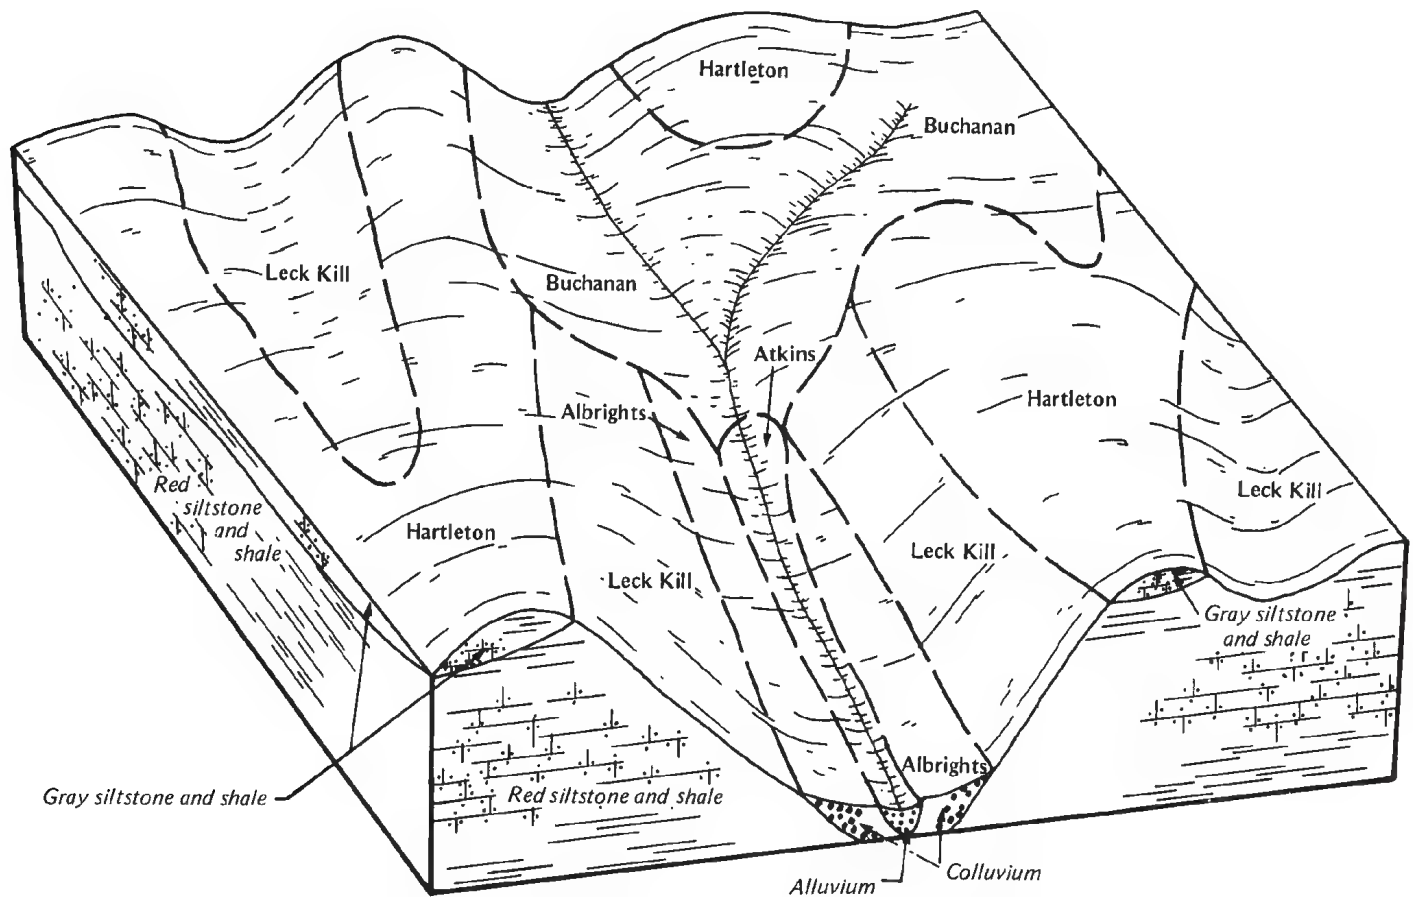 Hartleton
Buchanan
Leck Kill
Buchanan
Atkins
Albrights
Hartleton
Red
siltstone
and
shale
Hartleton
Leck Kill
Leck Kill
Leck Kill
Gray siltstone
and shale
Albrights
Gray siltstone and shale
Red siltstone and shale
Colluvium
Alluvium